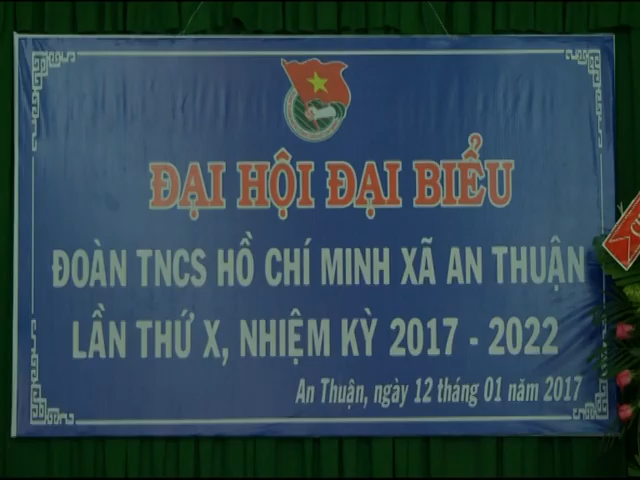 ĐẠI HỘI ĐẠI BIỂU
ĐOÀN TNCS HỒ CHÍ MINH XÃ AN THUẬN
LẦN THỨ X, NHIỆM KỲ 2017 - 2022
An Thuận, ngày 12 tháng 01 năm 2017